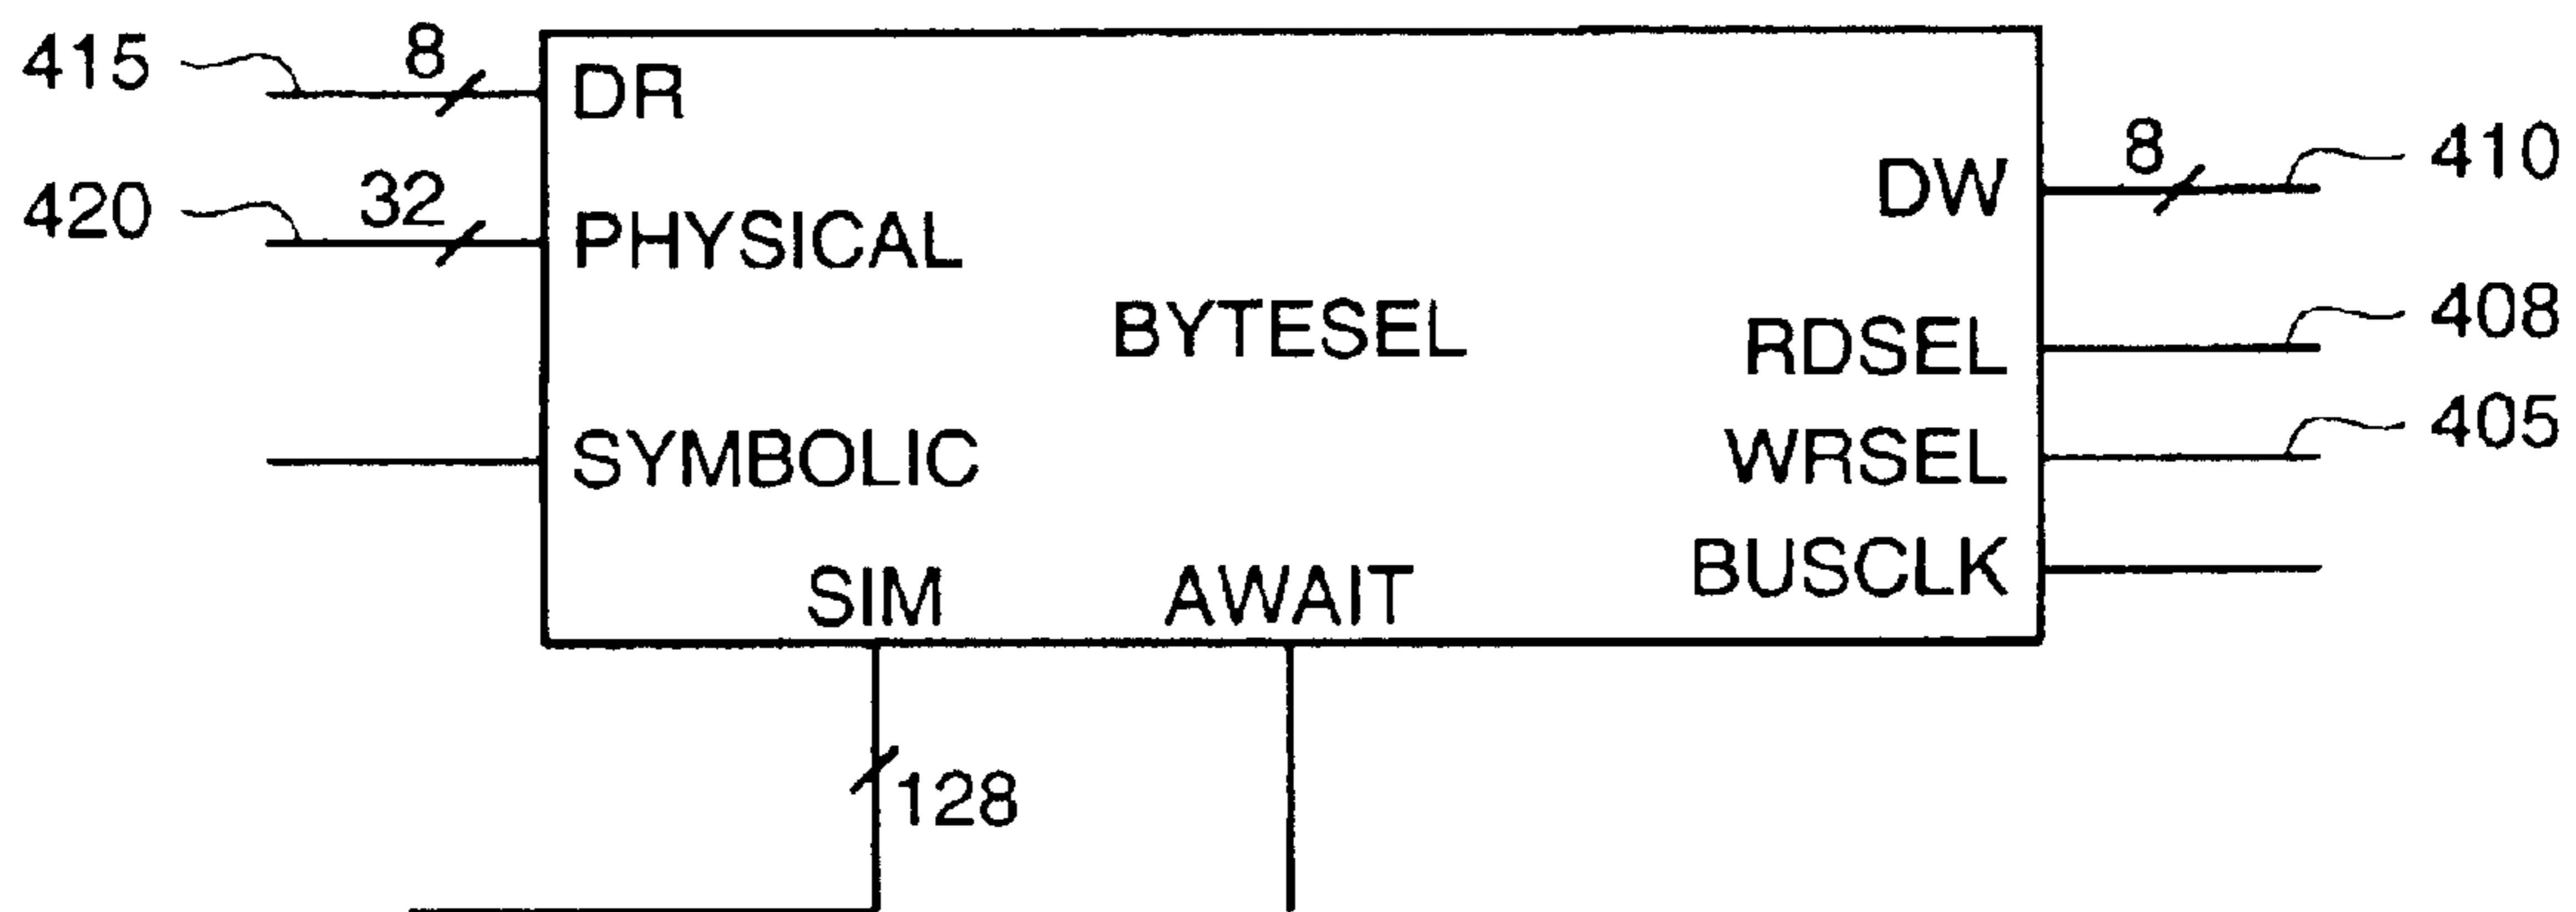 415
8
DR
420
32
PHYSICAL
SYMBOLIC
BYTESEL
DW
8
410
RDSEL
408
WRSEL
405
BUSCLK
SIM
AWAIT
128